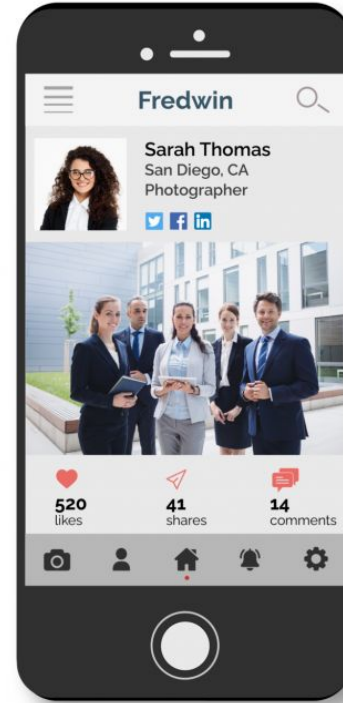 Fredwin
Sarah Thomas
San Diego, CA
Photographer
520
likes
41
shares
14
comments